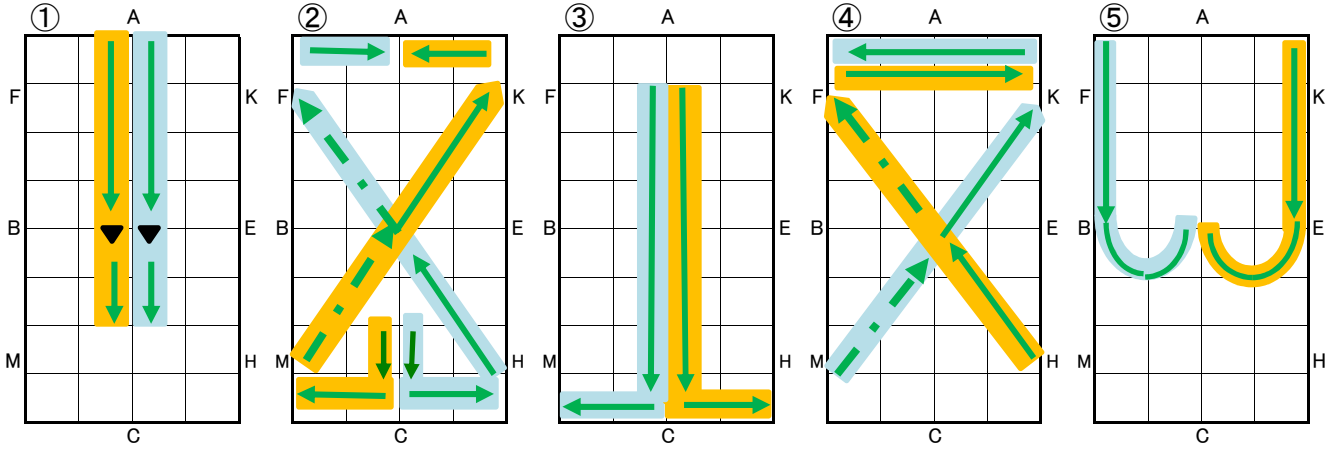 ① A ② A ③ A ④ A ⑤ A
F K F K F K F K F K
B E B E B E B E B E
M H M H M H M H M H
C C C C C